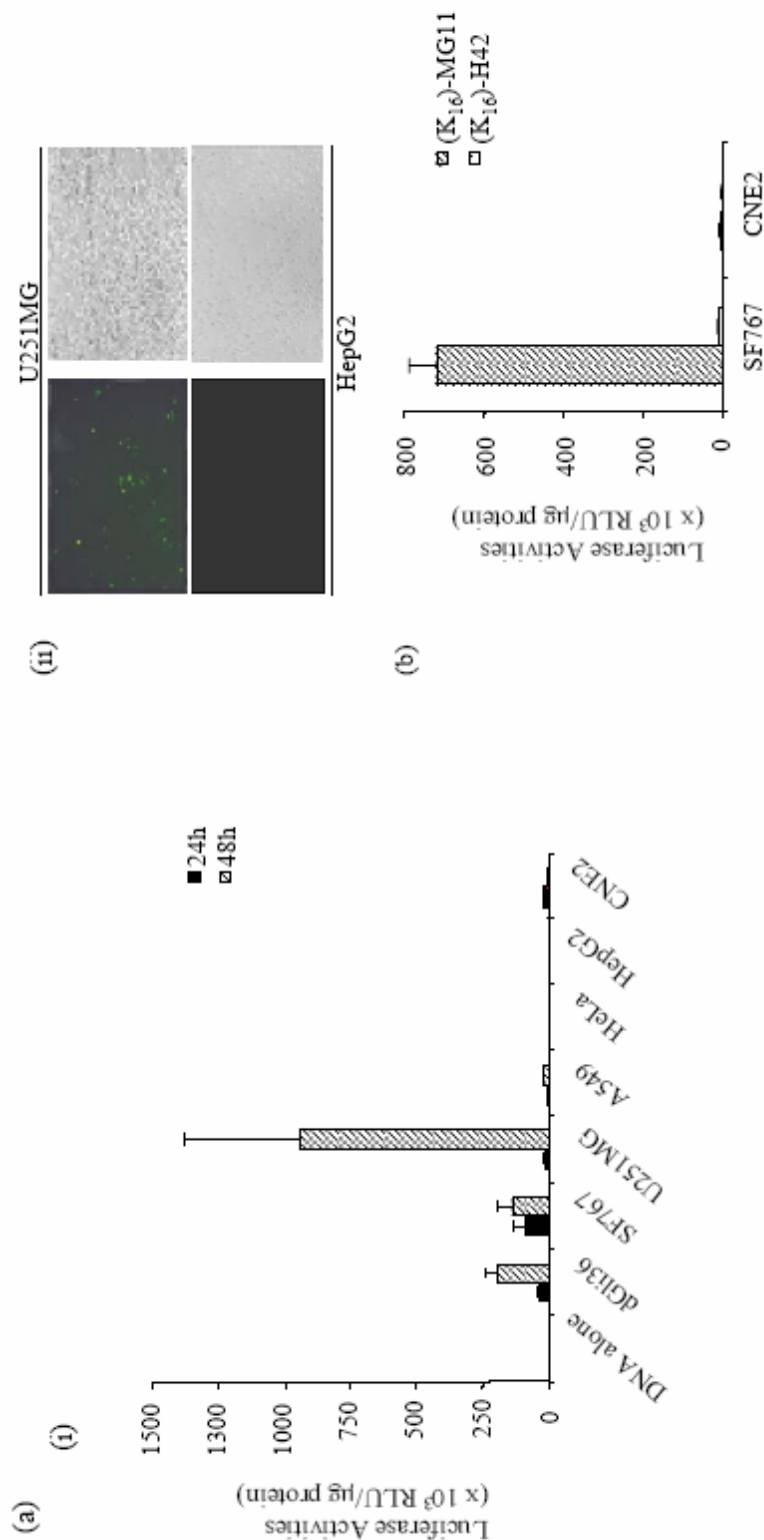 (a)
(i)
Luciferase Activities
(x 10³ RLU/µg protein)
1500
1300
1000
750
500
250
0
24h
48h
DNA alone
dGli36
SF767
U251MG
A549
HeLa
HepG2
CNE2
(ii)
U251MG
HepG2
(b)
Luciferase Activities
(x 10³ RLU/µg protein)
800
600
400
200
0
(K₁₆)-MG11
(K₁₆)-H42
SF767
CNE2